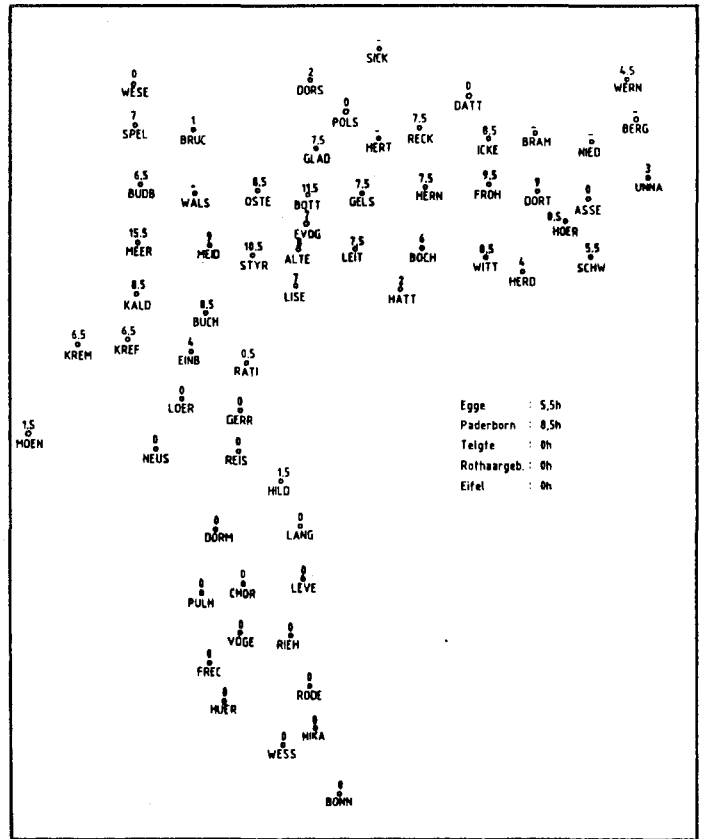 -
SICK
0
WESE
2
DORS
0
POLS
0
DATT
4,5
WERN
7
SPEL
1
BRUC
7,5
GLAD
-
HERT
7,5
RECK
8,5
ICKE
-
BRAM
-
NIED
-
BERG
6,5
BUDB
-
WALS
8,5
OSTE
11,5
BOTT
7,5
GELS
7,5
HERN
9,5
FROH
9
DORT
ASSE
3
UNNA
7
EVOG
8,5
HOER
15,5
MEER
MEID
10,5
STYR
ALTE
7,5
LEIT
6
BOCH
8,5
WITT
4
HERD
5,5
SCHW
8,5
KALD
7
LISE
2
HATT
8,5
BUCH
6,5
KREM
6,5
KREF
4
EINB
0,5
RATI
0
LOER
0
GERR
1,5
MOEN
0
NEUS
0
REIS
1,5
HILD
Egge : 5,5h
Paderborn : 8,5h
Telgte : 0h
Rothaargeb. : 0h
Eifel : 0h
0
DORM
0
LANG
0
PULH
0
CHOR
0
LEVE
0
VOGE
0
RIEH
0
FREC
0
HUER
0
RODE
0
WESS
0
NIKA
0
BONN